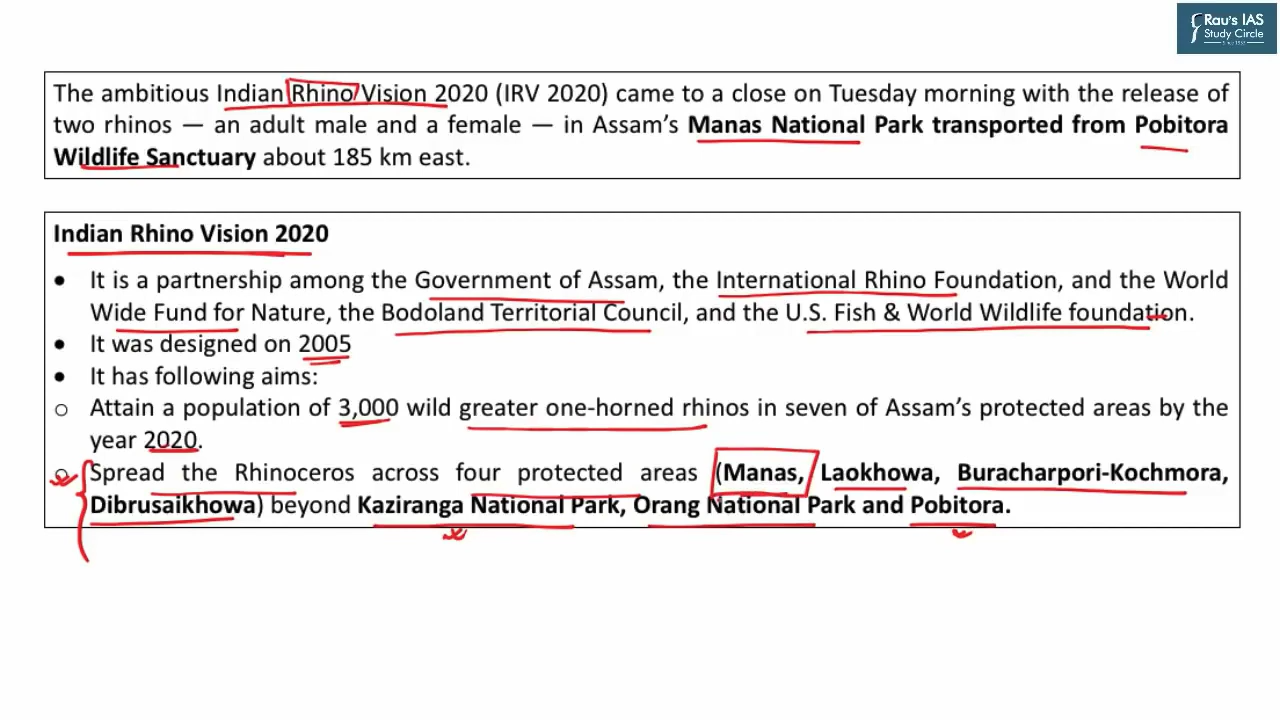 Rau's IAS
Study Circle
The ambitious Indian Rhino Vision 2020 (IRV 2020) came to a close on Tuesday morning with the release of
two rhinos — an adult male and a female — in Assam's Manas National Park transported from Pobitora
Wildlife Sanctuary about 185 km east.
Indian Rhino Vision 2020
• It is a partnership among the Government of Assam, the International Rhino Foundation, and the World
Wide Fund for Nature, the Bodoland Territorial Council, and the U.S. Fish & World Wildlife foundation.
• It was designed on 2005
• It has following aims:
o Attain a population of 3,000 wild greater one-horned rhinos in seven of Assam's protected areas by the
year 2020.
o Spread the Rhinoceros across four protected areas (Manas, Laokhowa, Buracharpori-Kochmora,
Dibrusaikhowa) beyond Kaziranga National Park, Orang National Park and Pobitora.